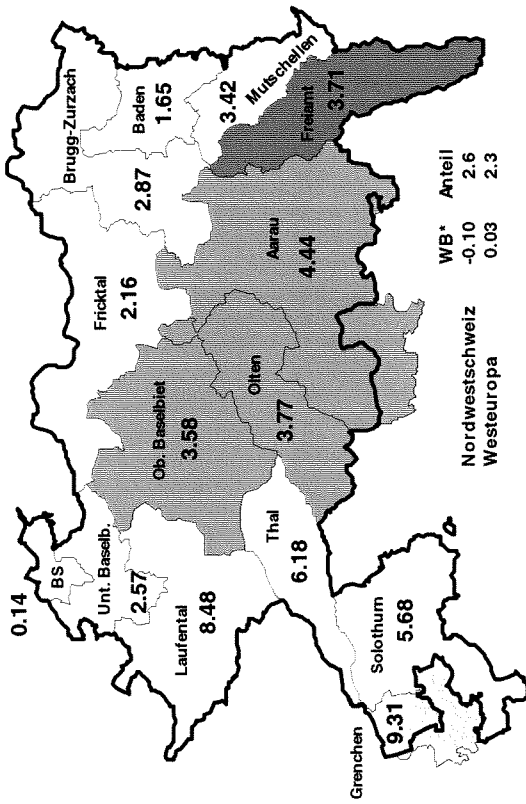 0.14
BS
Unt. Baselb.
2.57
Laufental
8.48
Fricktal
2.16
Brugg-Zurzach
2.87
Baden
1.65
3.42
Mutschellen
Freiamt
3.71
Ob. Baselbiet
3.58
Aarau
4.44
Olten
3.77
Thal
6.18
Solothurn
5.68
Grenchen
9.31
WB* Anteil
Nordwestschweiz -0.10 2.6
Westeuropa 0.03 2.3